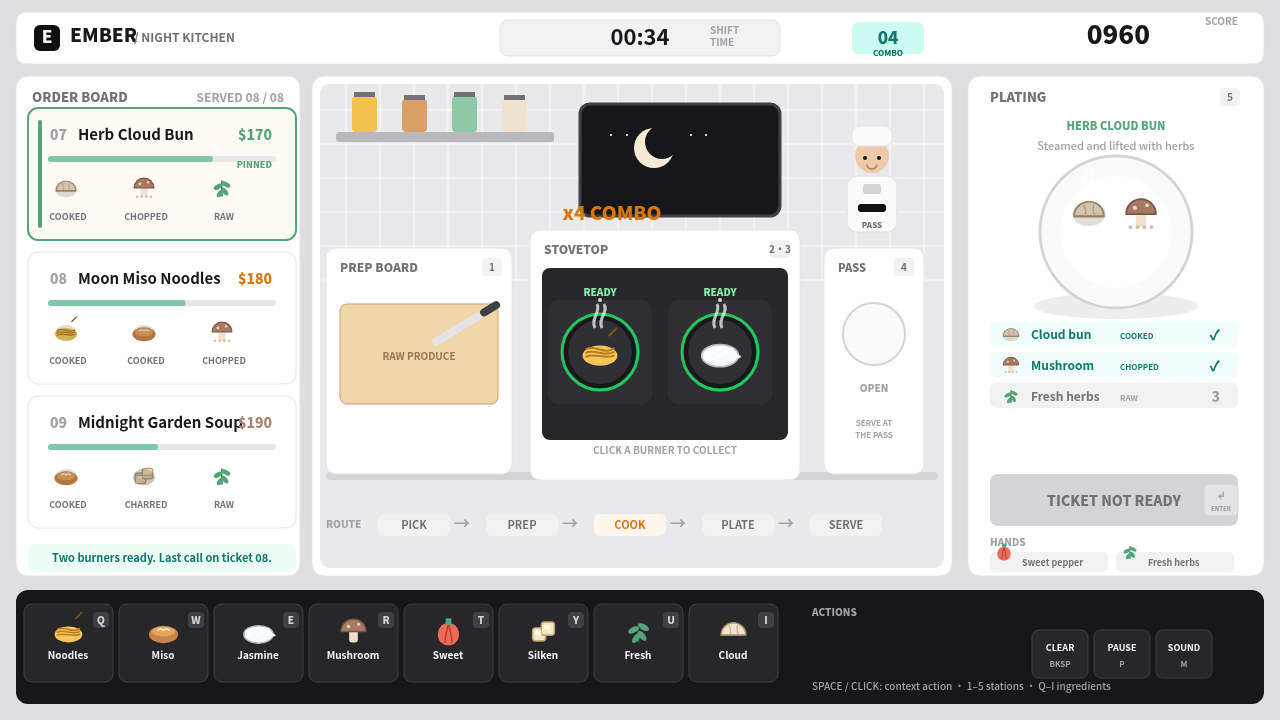 E EMBER / NIGHT KITCHEN
00:34 SHIFT TIME
04 COMBO
0960 SCORE
ORDER BOARD SERVED 08 / 08
07 Herb Cloud Bun $170
PINNED
COOKED CHOPPED RAW
08 Moon Miso Noodles $180
COOKED COOKED CHOPPED
09 Midnight Garden Soup $190
COOKED CHARRED RAW
Two burners ready. Last call on ticket 08.
x4 COMBO
PASS
PREP BOARD 1
RAW PRODUCE
STOVETOP 2 · 3
READY READY
CLICK A BURNER TO COLLECT
PASS 4
OPEN
SERVE AT
THE PASS
ROUTE PICK → PREP → COOK → PLATE → SERVE
PLATING 5
HERB CLOUD BUN
Steamed and lifted with herbs
Cloud bun COOKED ✓
Mushroom CHOPPED ✓
Fresh herbs RAW 3
TICKET NOT READY ↲ ENTER
HANDS
Sweet pepper Fresh herbs
Q W E R T Y U I
Noodles Miso Jasmine Mushroom Sweet Silken Fresh Cloud
ACTIONS
CLEAR PAUSE SOUND
BKSP P M
SPACE / CLICK: context action · 1–5 stations · Q–I ingredients